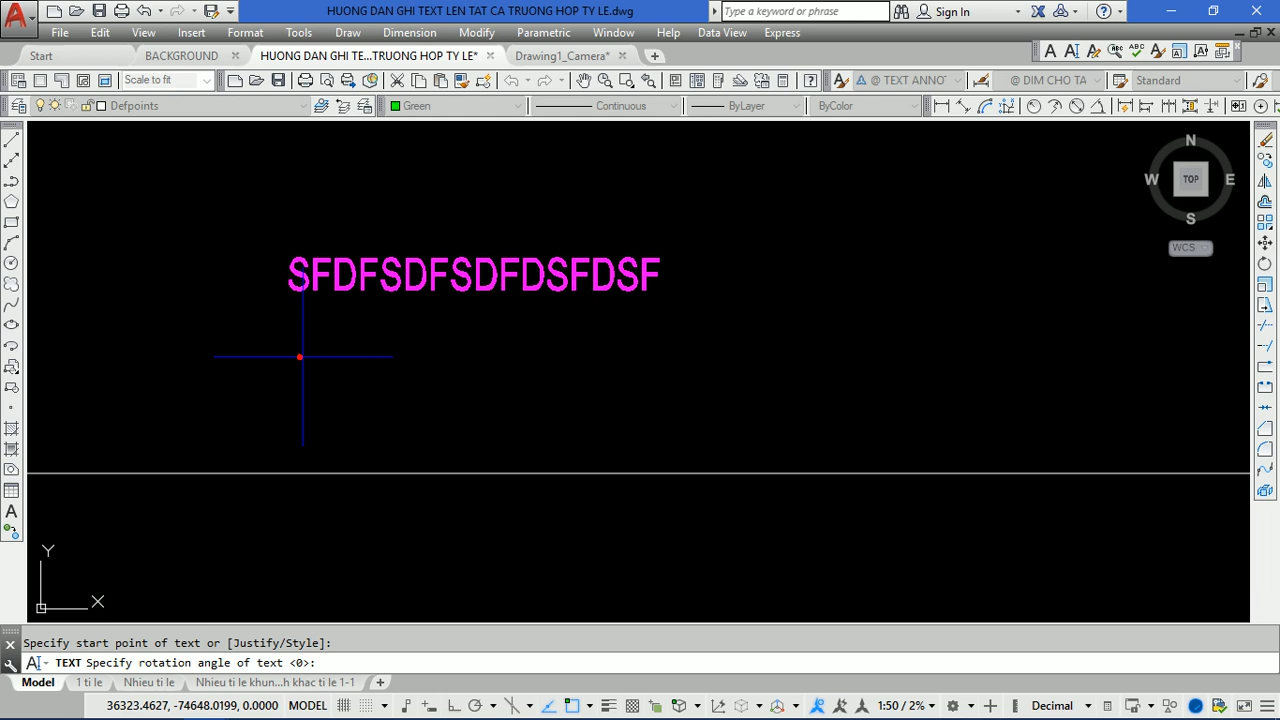 HUONG DAN GHI TEXT LEN TAT CA TRUONG HOP TY LE.dwg
Type a keyword or phrase
Sign In
File Edit View Insert Format Tools Draw Dimension Modify Parametric Window Help Data View Express
Start BACKGROUND HUONG DAN GHI TE...TRUONG HOP TY LE* Drawing1_Camera*
Scale to fit @ TEXT ANNOT @ DIM CHO TA Standard
Defpoints Green Continuous ByLayer ByColor
N
W TOP E
S
WCS
SFDFSDFSDFDSFDSF
Y
X
Specify start point of text or [Justify/Style]:
TEXT Specify rotation angle of text <0>:
Model 1 ti le Nhieu ti le Nhieu ti le khun...h khac ti le 1-1
36323.4627, -74648.0199, 0.0000 MODEL 1:50 / 2% Decimal